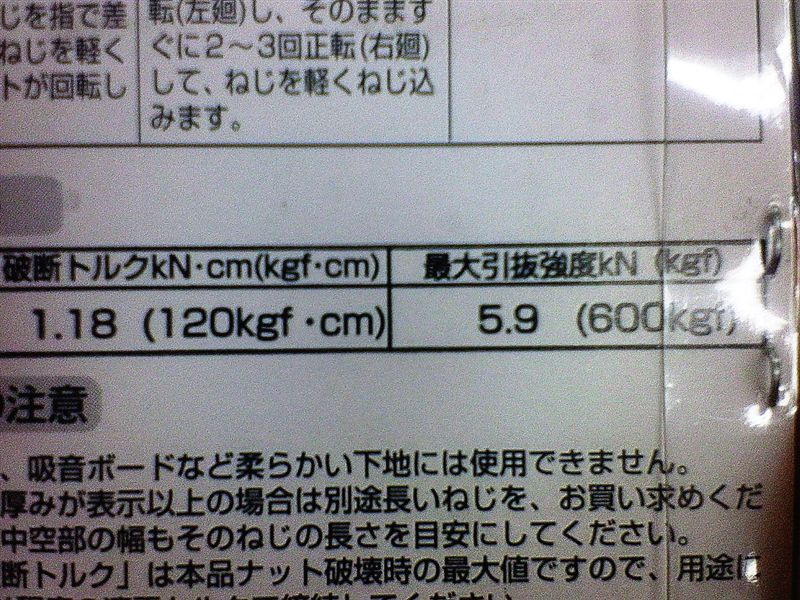 じを指で差
ねじを軽く
トが回転し
転(左廻)し、そのまます
ぐに2～3回正転(右廻)
して、ねじを軽くねじ込
みます。
破断トルクkN·cm(kgf·cm)
最大引抜強度kN (kgf)
1.18 (120kgf·cm)
5.9 (600kgf)
の注意
、吸音ボードなど柔らかい下地には使用できません。
厚みが表示以上の場合は別途長いねじを、お買い求めくだ
中空部の幅もそのねじの長さを目安にしてください。
断トルク」は本品ナット破壊時の最大値ですので、用途に